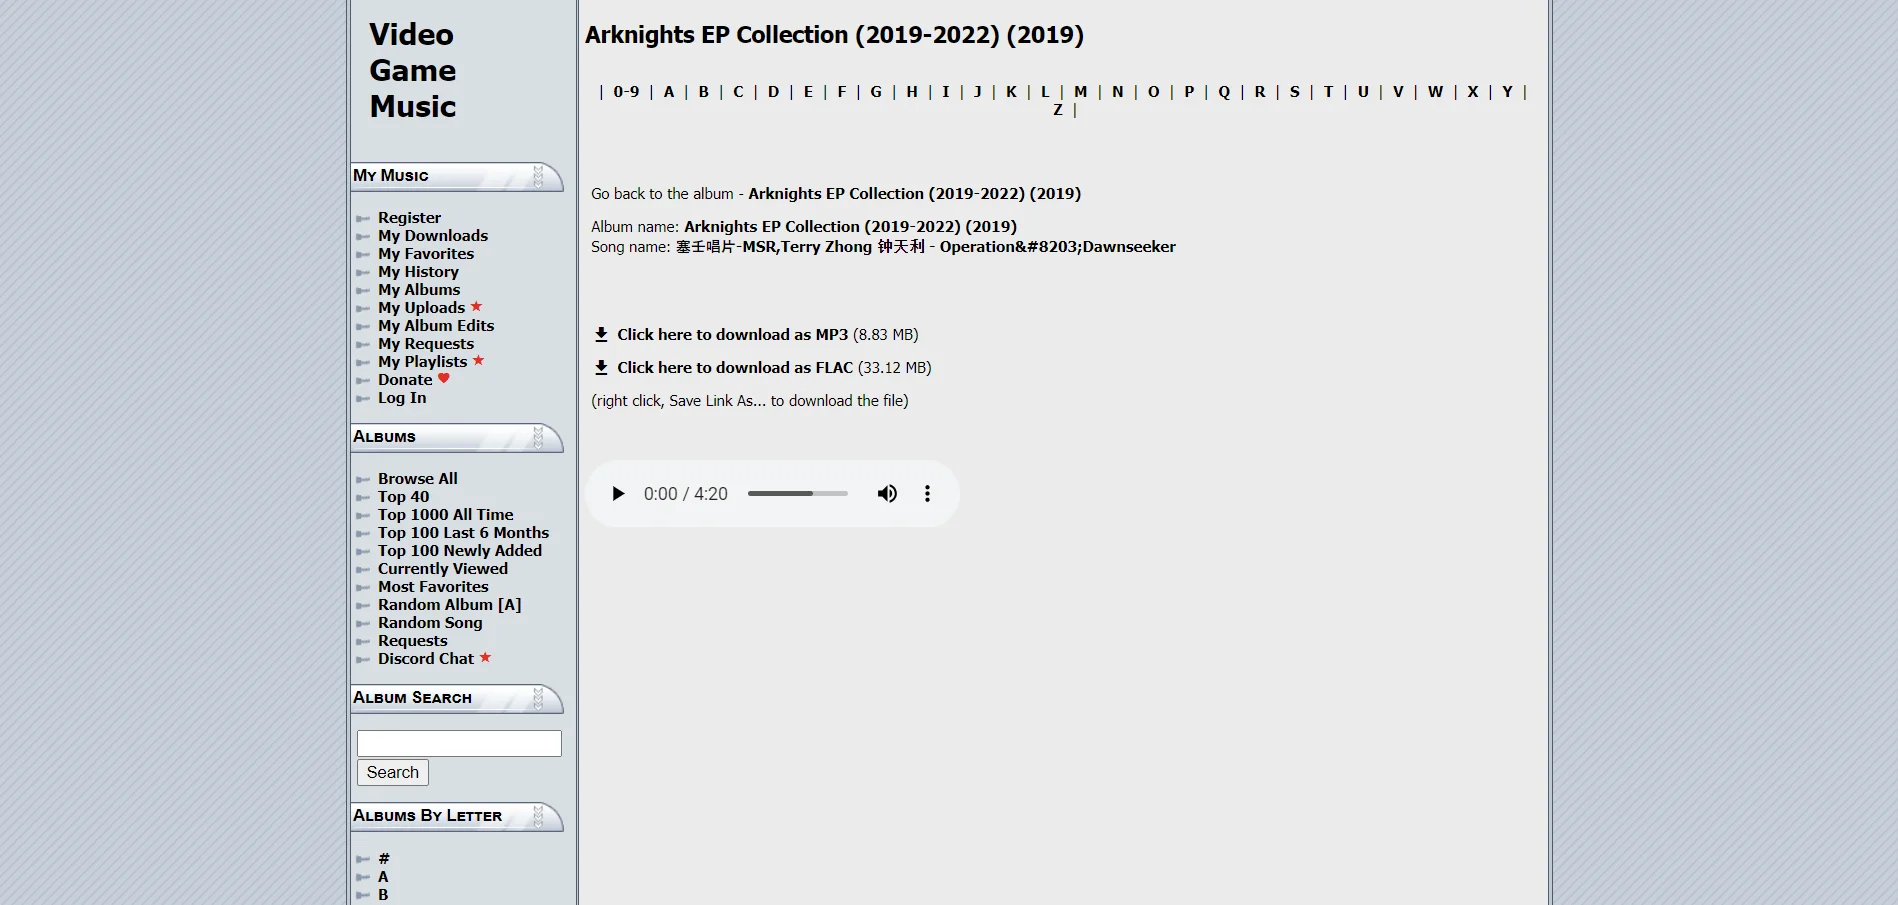 Video
Game
Music
My Music
Register
My Downloads
My Favorites
My History
My Albums
My Uploads
My Album Edits
My Requests
My Playlists
Donate
Log In
Albums
Browse All
Top 40
Top 1000 All Time
Top 100 Last 6 Months
Top 100 Newly Added
Currently Viewed
Most Favorites
Random Album [A]
Random Song
Requests
Discord Chat
Album Search
Search
Albums By Letter
#
A
B
Arknights EP Collection (2019-2022) (2019)
| 0-9 | A | B | C | D | E | F | G | H | I | J | K | L | M | N | O | P | Q | R | S | T | U | V | W | X | Y |
Z |
Go back to the album - Arknights EP Collection (2019-2022) (2019)
Album name: Arknights EP Collection (2019-2022) (2019)
Song name: 塞壬唱片-MSR,Terry Zhong 钟天利 - Operation&#8203;Dawnseeker
Click here to download as MP3 (8.83 MB)
Click here to download as FLAC (33.12 MB)
(right click, Save Link As... to download the file)
0:00 / 4:20